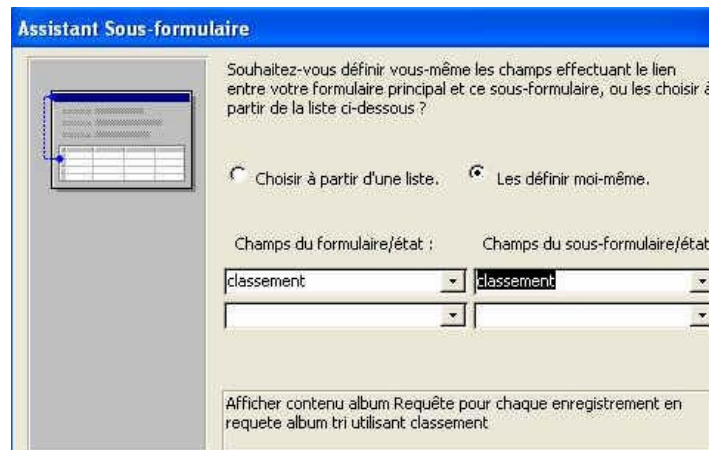 Assistant Sous-formulaire
Souhaitez-vous définir vous-même les champs effectuant le lien
entre votre formulaire principal et ce sous-formulaire, ou les choisir à
partir de la liste ci-dessous ?
Choisir à partir d'une liste. Les définir moi-même.
Champs du formulaire/état : Champs du sous-formulaire/état
classement classement
Afficher contenu album Requête pour chaque enregistrement en
requete album tri utilisant classement